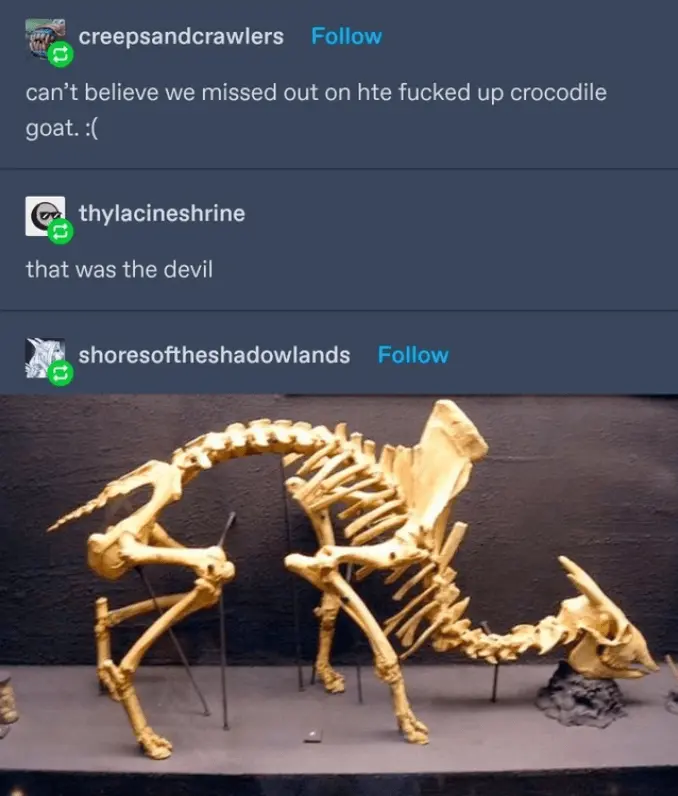 creepsandcrawlers Follow
can’t believe we missed out on hte fucked up crocodile
goat. :(
thylacineshrine
that was the devil
shoresoftheshadowlands Follow